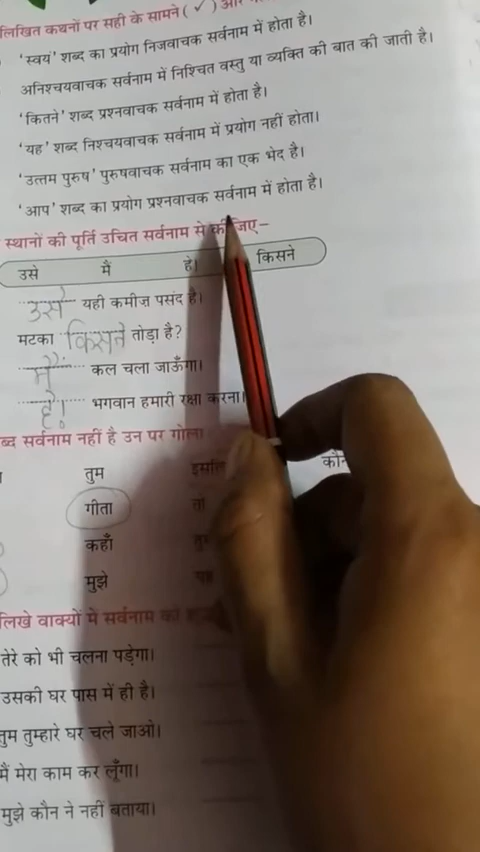 लिखित कथनों पर सही के सामने (✓) और
'स्वयं' शब्द का प्रयोग निजवाचक सर्वनाम में होता है।
अनिश्चयवाचक सर्वनाम में निश्चित वस्तु या व्यक्ति की बात की जाती है।
'कितने' शब्द प्रश्नवाचक सर्वनाम में होता है।
'यह' शब्द निश्चयवाचक सर्वनाम में प्रयोग नहीं होता।
'उत्तम पुरुष' पुरुषवाचक सर्वनाम का एक भेद है।
'आप' शब्द का प्रयोग प्रश्नवाचक सर्वनाम में होता है।
स्थानों की पूर्ति उचित सर्वनाम से कीजिए–
उसे मैं हे। किसने
उसे यही कमीज़ पसंद है।
मटका किसने तोड़ा है?
मैं कल चला जाऊँगा।
हे! भगवान हमारी रक्षा करना।
ब्द सर्वनाम नहीं है उन पर गोला
तुम
गीता
कहाँ
मुझे
लिखे वाक्यों में सर्वनाम
तेरे को भी चलना पड़ेगा।
उसकी घर पास में ही है।
तुम तुम्हारे घर चले जाओ।
मैं मेरा काम कर लूँगा।
मुझे कौन ने नहीं बताया।